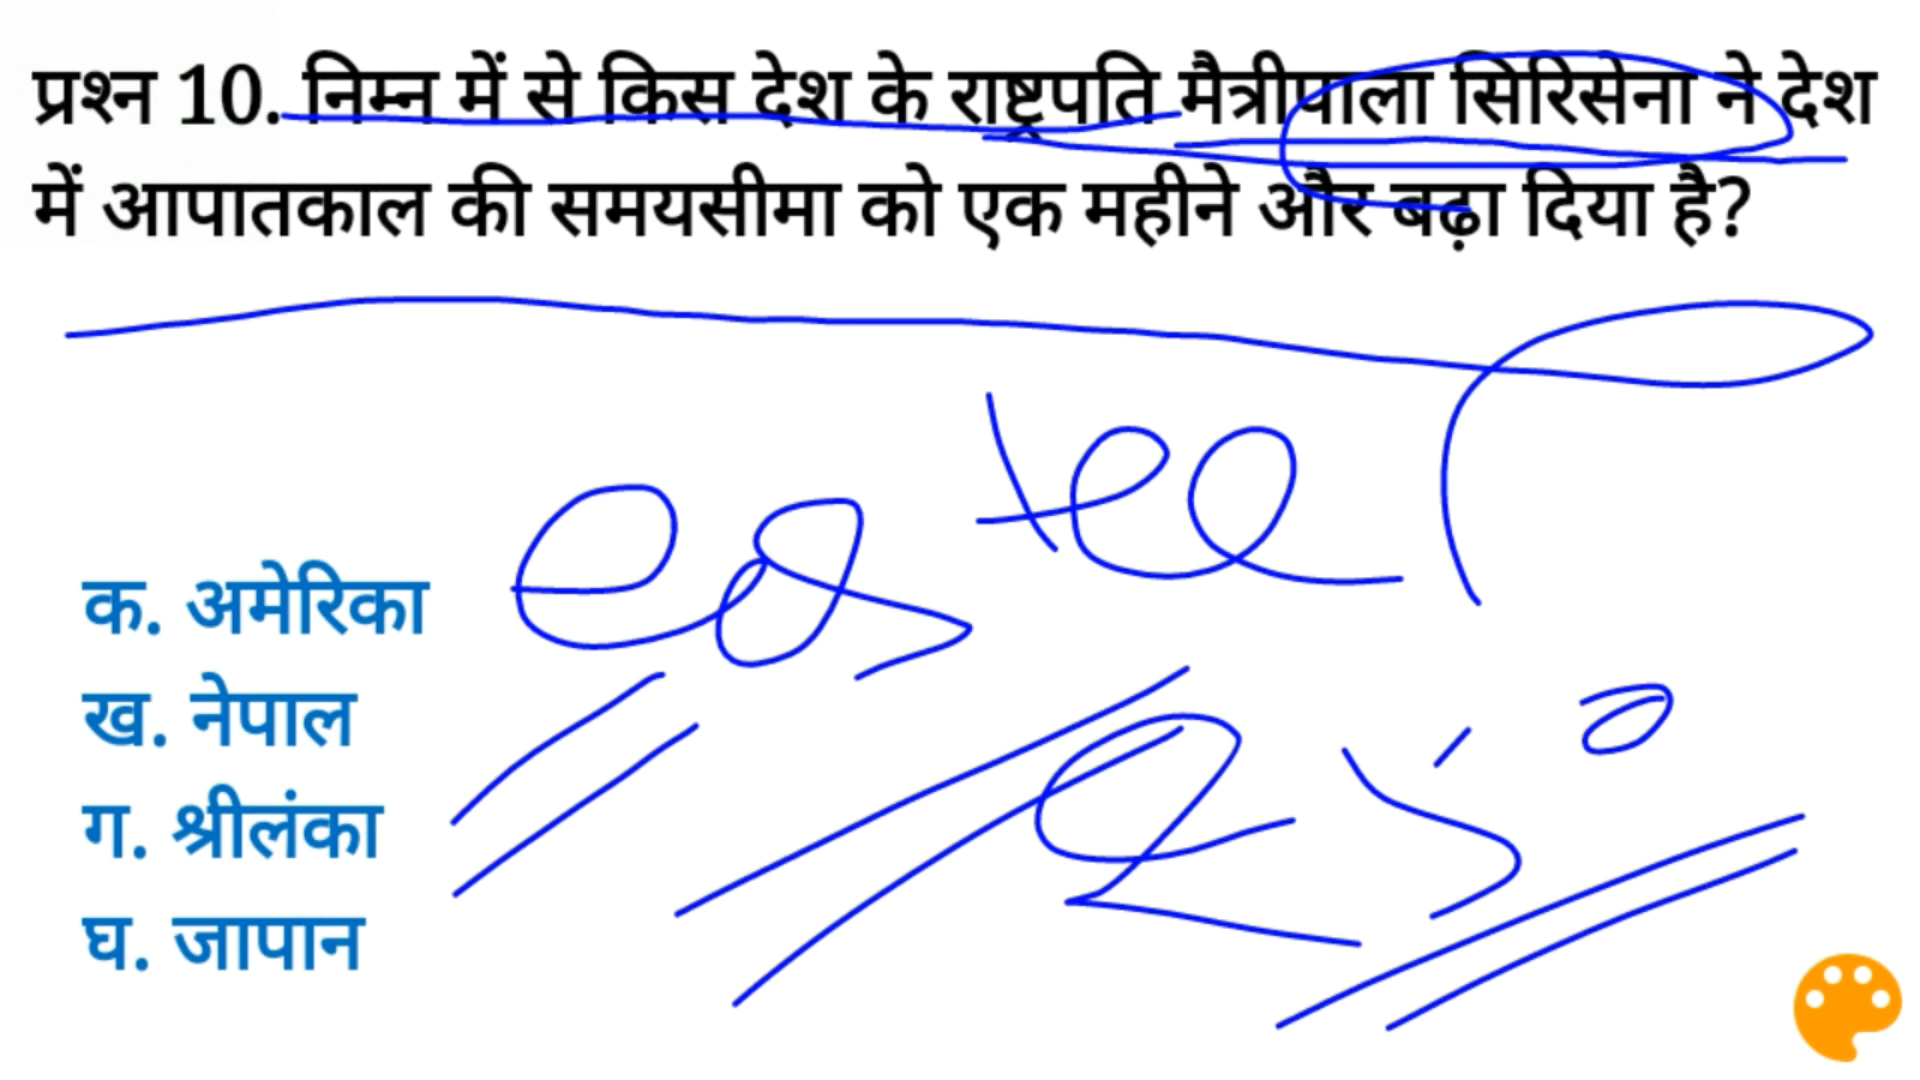 प्रश्न 10. निम्न में से किस देश के राष्ट्रपति मैत्रीपाला सिरिसेना ने देश
में आपातकाल की समयसीमा को एक महीने और बढ़ा दिया है?
क. अमेरिका
ख. नेपाल
ग. श्रीलंका
घ. जापान